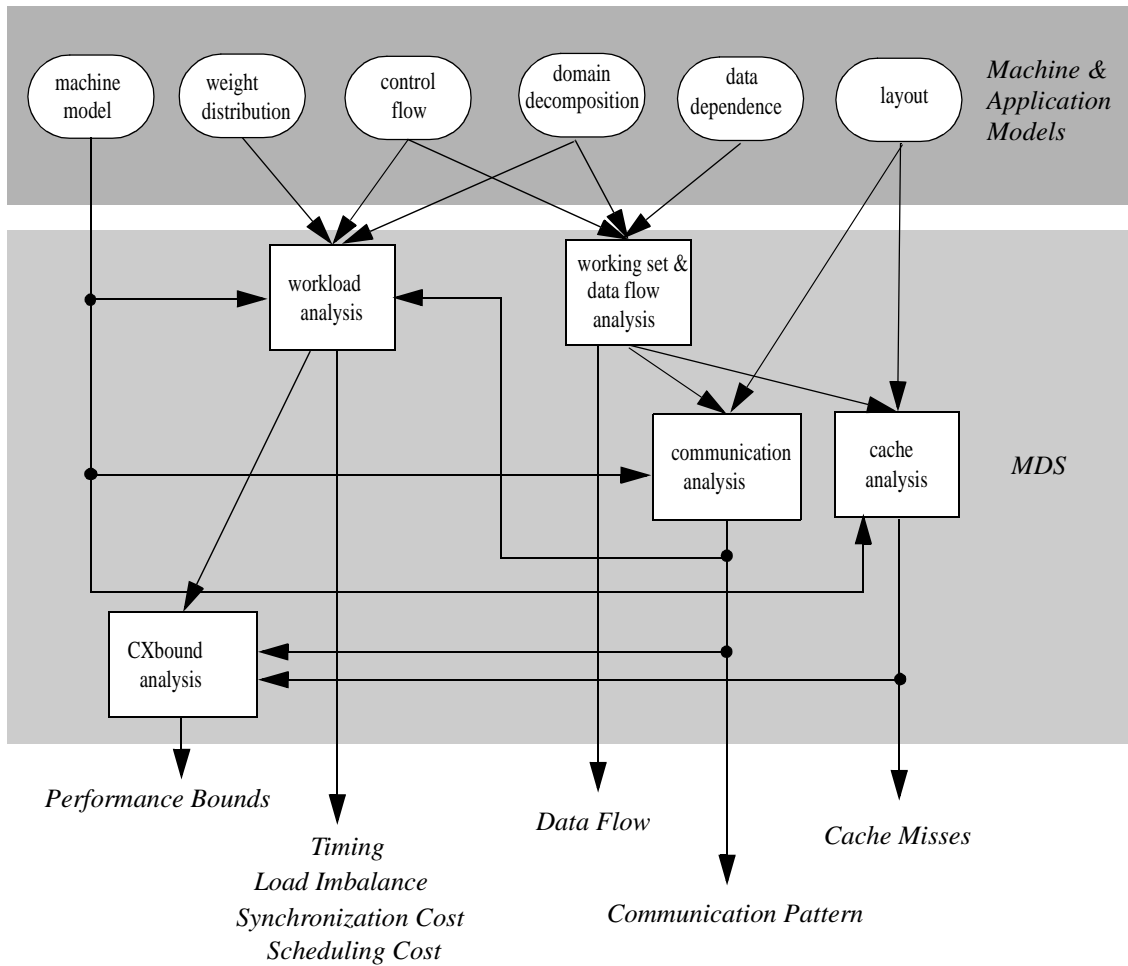 machine
model
weight
distribution
control
flow
domain
decomposition
data
dependence
layout
Machine &
Application
Models
workload
analysis
working set &
data flow
analysis
communication
analysis
cache
analysis
MDS
CXbound
analysis
Performance Bounds
Timing
Load Imbalance
Synchronization Cost
Scheduling Cost
Data Flow
Cache Misses
Communication Pattern